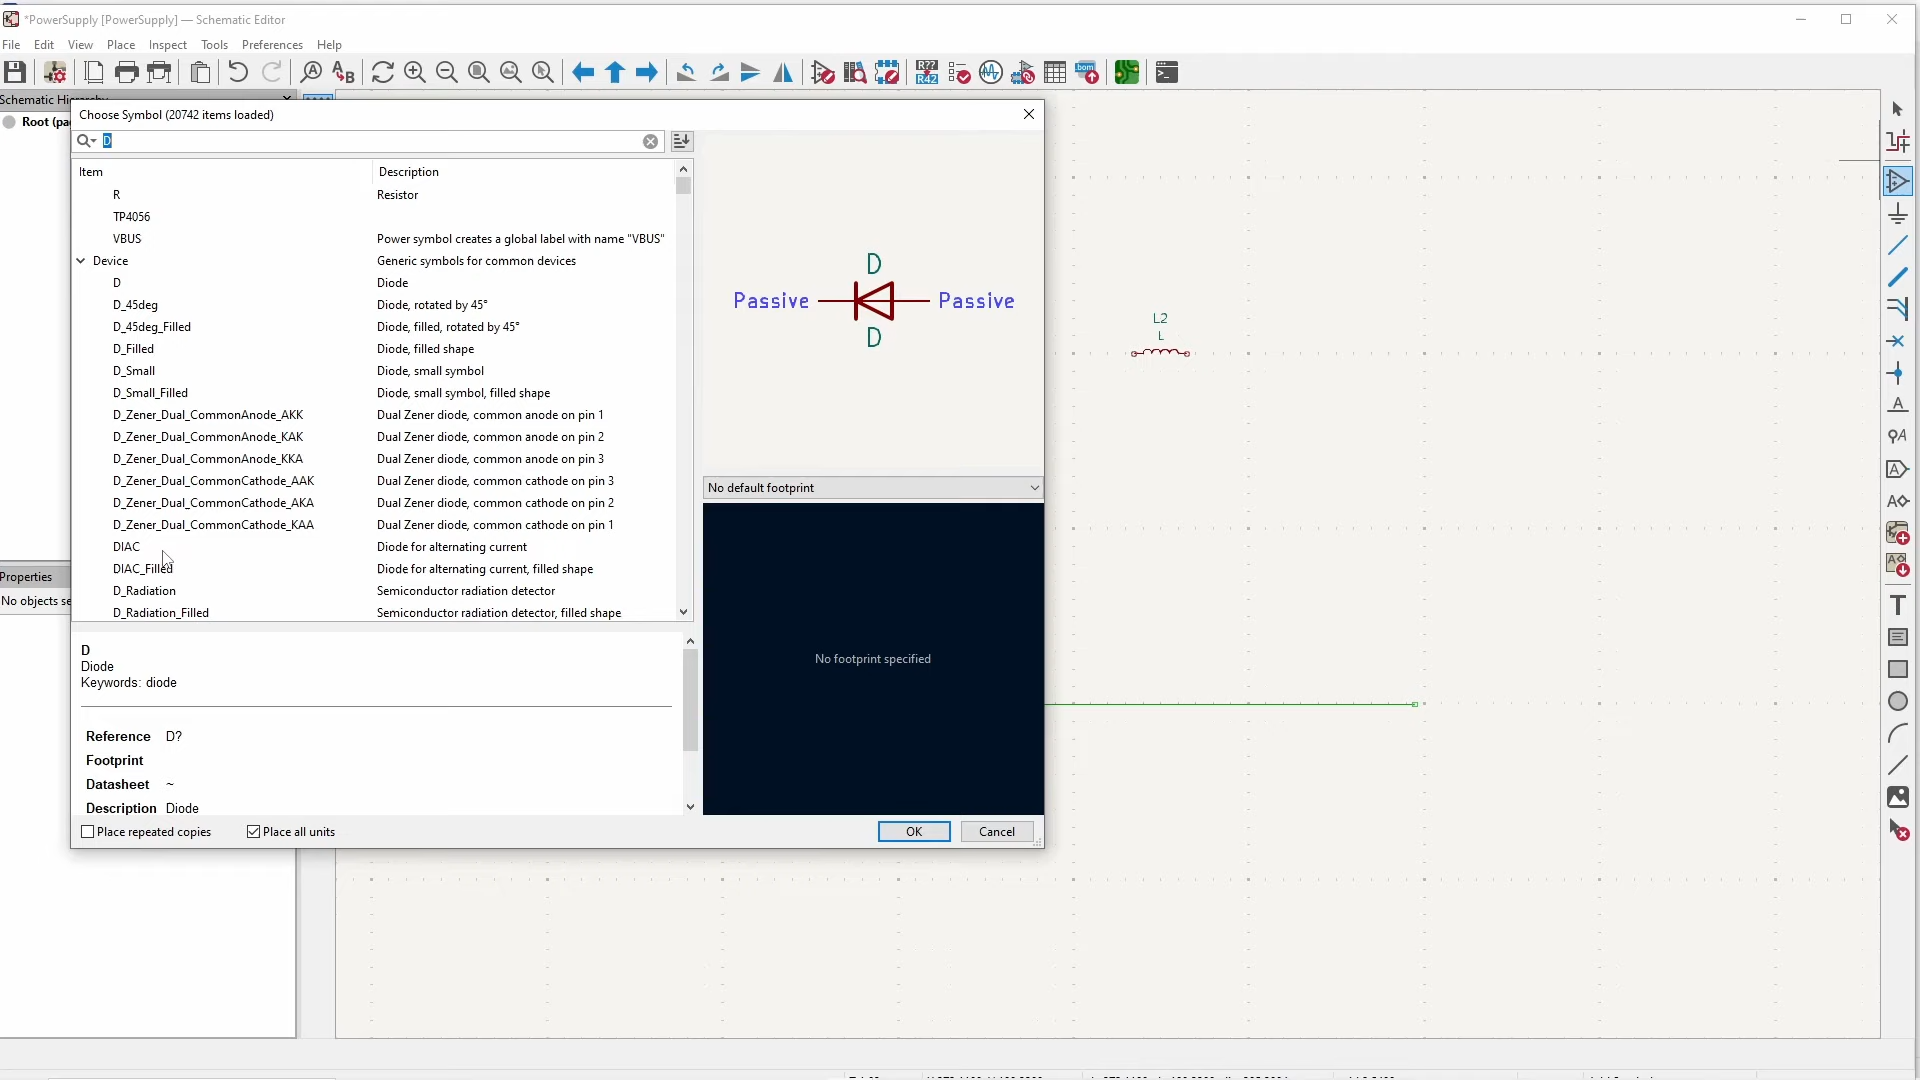 *PowerSupply [PowerSupply] — Schematic Editor
File Edit View Place Inspect Tools Preferences Help
Schematic Hierarchy
Root (pa
Choose Symbol (20742 items loaded)
D
Item Description
R Resistor
TP4056
VBUS Power symbol creates a global label with name "VBUS"
Device Generic symbols for common devices
D Diode
D_45deg Diode, rotated by 45°
D_45deg_Filled Diode, filled, rotated by 45°
D_Filled Diode, filled shape
D_Small Diode, small symbol
D_Small_Filled Diode, small symbol, filled shape
D_Zener_Dual_CommonAnode_AKK Dual Zener diode, common anode on pin 1
D_Zener_Dual_CommonAnode_KAK Dual Zener diode, common anode on pin 2
D_Zener_Dual_CommonAnode_KKA Dual Zener diode, common anode on pin 3
D_Zener_Dual_CommonCathode_AAK Dual Zener diode, common cathode on pin 3
D_Zener_Dual_CommonCathode_AKA Dual Zener diode, common cathode on pin 2
D_Zener_Dual_CommonCathode_KAA Dual Zener diode, common cathode on pin 1
DIAC Diode for alternating current
DIAC_Filled Diode for alternating current, filled shape
D_Radiation Semiconductor radiation detector
D_Radiation_Filled Semiconductor radiation detector, filled shape
D
Diode
Keywords: diode
Reference D?
Footprint
Datasheet ~
Description Diode
Place repeated copies Place all units
D
Passive Passive
D
No default footprint
No footprint specified
OK Cancel
Properties
No objects se
L2
L